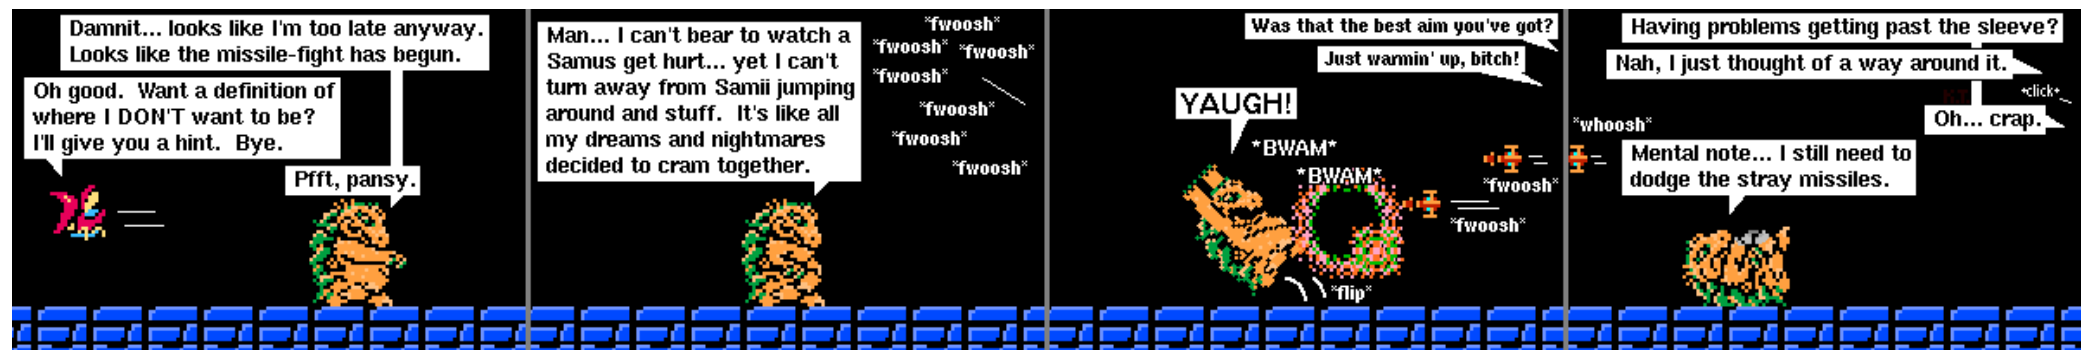 Damnit... looks like I'm too late anyway.
Looks like the missile-fight has begun.
Oh good. Want a definition of
where I DON'T want to be?
I'll give you a hint. Bye.
Pfft, pansy.
Man... I can't bear to watch a
Samus get hurt... yet I can't
turn away from Samii jumping
around and stuff. It's like all
my dreams and nightmares
decided to cram together.
*fwoosh*
*fwoosh*
*fwoosh*
*fwoosh*
*fwoosh*
*fwoosh*
*fwoosh*
Was that the best aim you've got?
Just warmin' up, bitch!
YAUGH!
*BWAM*
*BWAM*
*fwoosh*
*fwoosh*
*flip*
Having problems getting past the sleeve?
Nah, I just thought of a way around it.
*click*
Oh... crap.
*whoosh*
Mental note... I still need to
dodge the stray missiles.